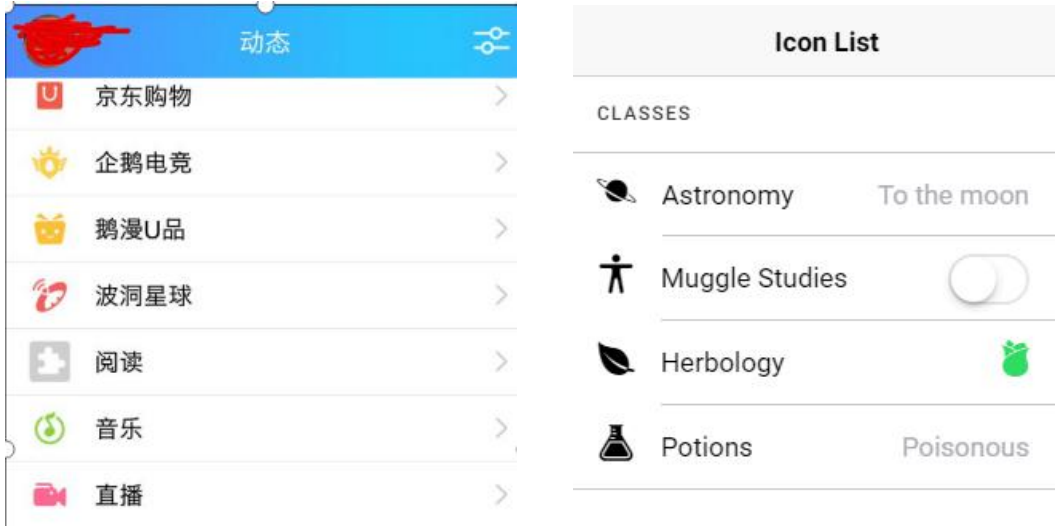 动态
京东购物
企鹅电竞
鹅漫U品
波洞星球
阅读
音乐
直播
Icon List
CLASSES
Astronomy To the moon
Muggle Studies
Herbology
Potions Poisonous